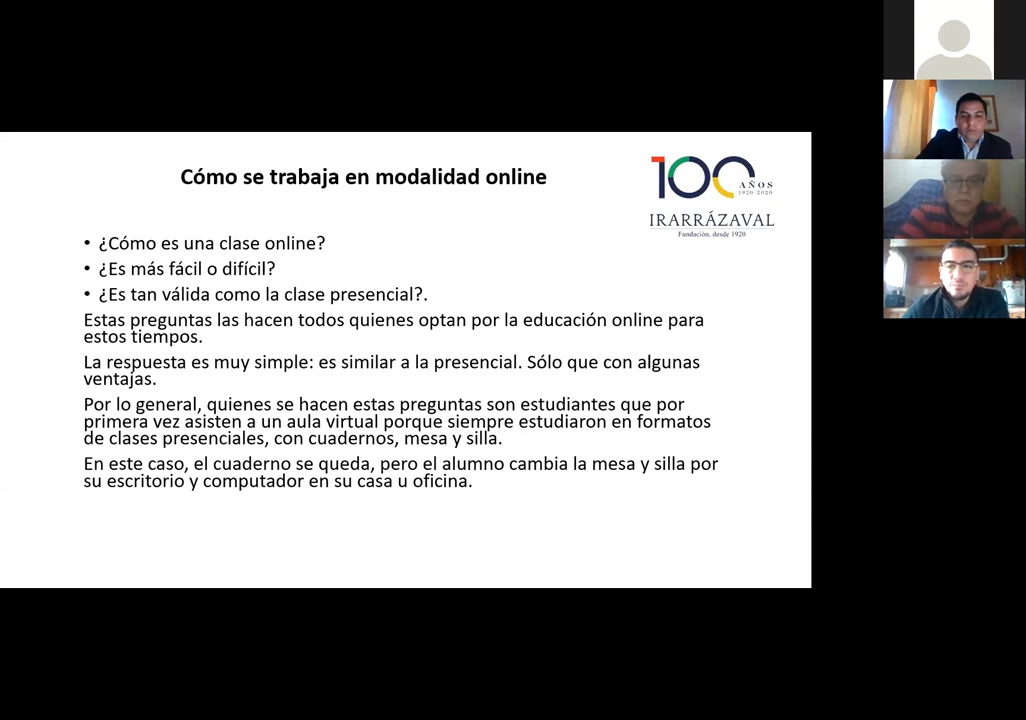 Cómo se trabaja en modalidad online
100 AÑOS
1920-2020
IRARRÁZAVAL
Fundación, desde 1920
• ¿Cómo es una clase online?
• ¿Es más fácil o difícil?
• ¿Es tan válida como la clase presencial?.
Estas preguntas las hacen todos quienes optan por la educación online para
estos tiempos.
La respuesta es muy simple: es similar a la presencial. Sólo que con algunas
ventajas.
Por lo general, quienes se hacen estas preguntas son estudiantes que por
primera vez asisten a un aula virtual porque siempre estudiaron en formatos
de clases presenciales, con cuadernos, mesa y silla.
En este caso, el cuaderno se queda, pero el alumno cambia la mesa y silla por
su escritorio y computador en su casa u oficina.